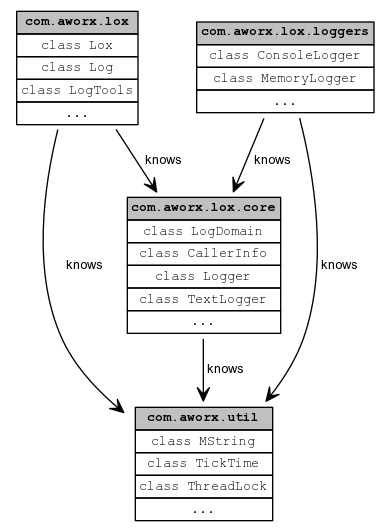 com.aworx.lox
class Lox
class Log
class LogTools
...
com.aworx.lox.loggers
class ConsoleLogger
class MemoryLogger
...
knows
knows
com.aworx.lox.core
class LogDomain
class CallerInfo
class Logger
class TextLogger
...
knows
knows
knows
com.aworx.util
class MString
class TickTime
class ThreadLock
...